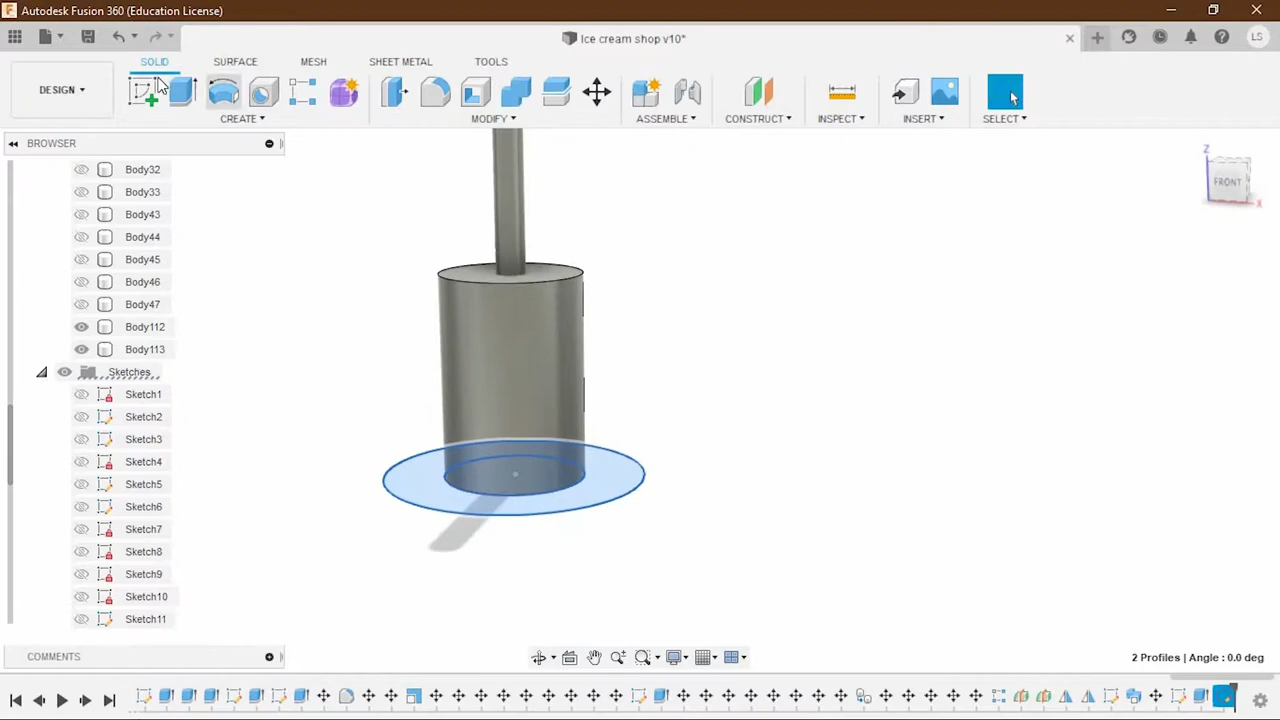 Autodesk Fusion 360 (Education License)
Ice cream shop v10*
LS
SOLID
SURFACE
MESH
SHEET METAL
TOOLS
DESIGN
CREATE
MODIFY
ASSEMBLE
CONSTRUCT
INSPECT
INSERT
SELECT
BROWSER
Body32
Body33
Body43
Body44
Body45
Body46
Body47
Body112
Body113
Sketches
Sketch1
Sketch2
Sketch3
Sketch4
Sketch5
Sketch6
Sketch7
Sketch8
Sketch9
Sketch10
Sketch11
Z
FRONT
X
COMMENTS
2 Profiles | Angle : 0.0 deg